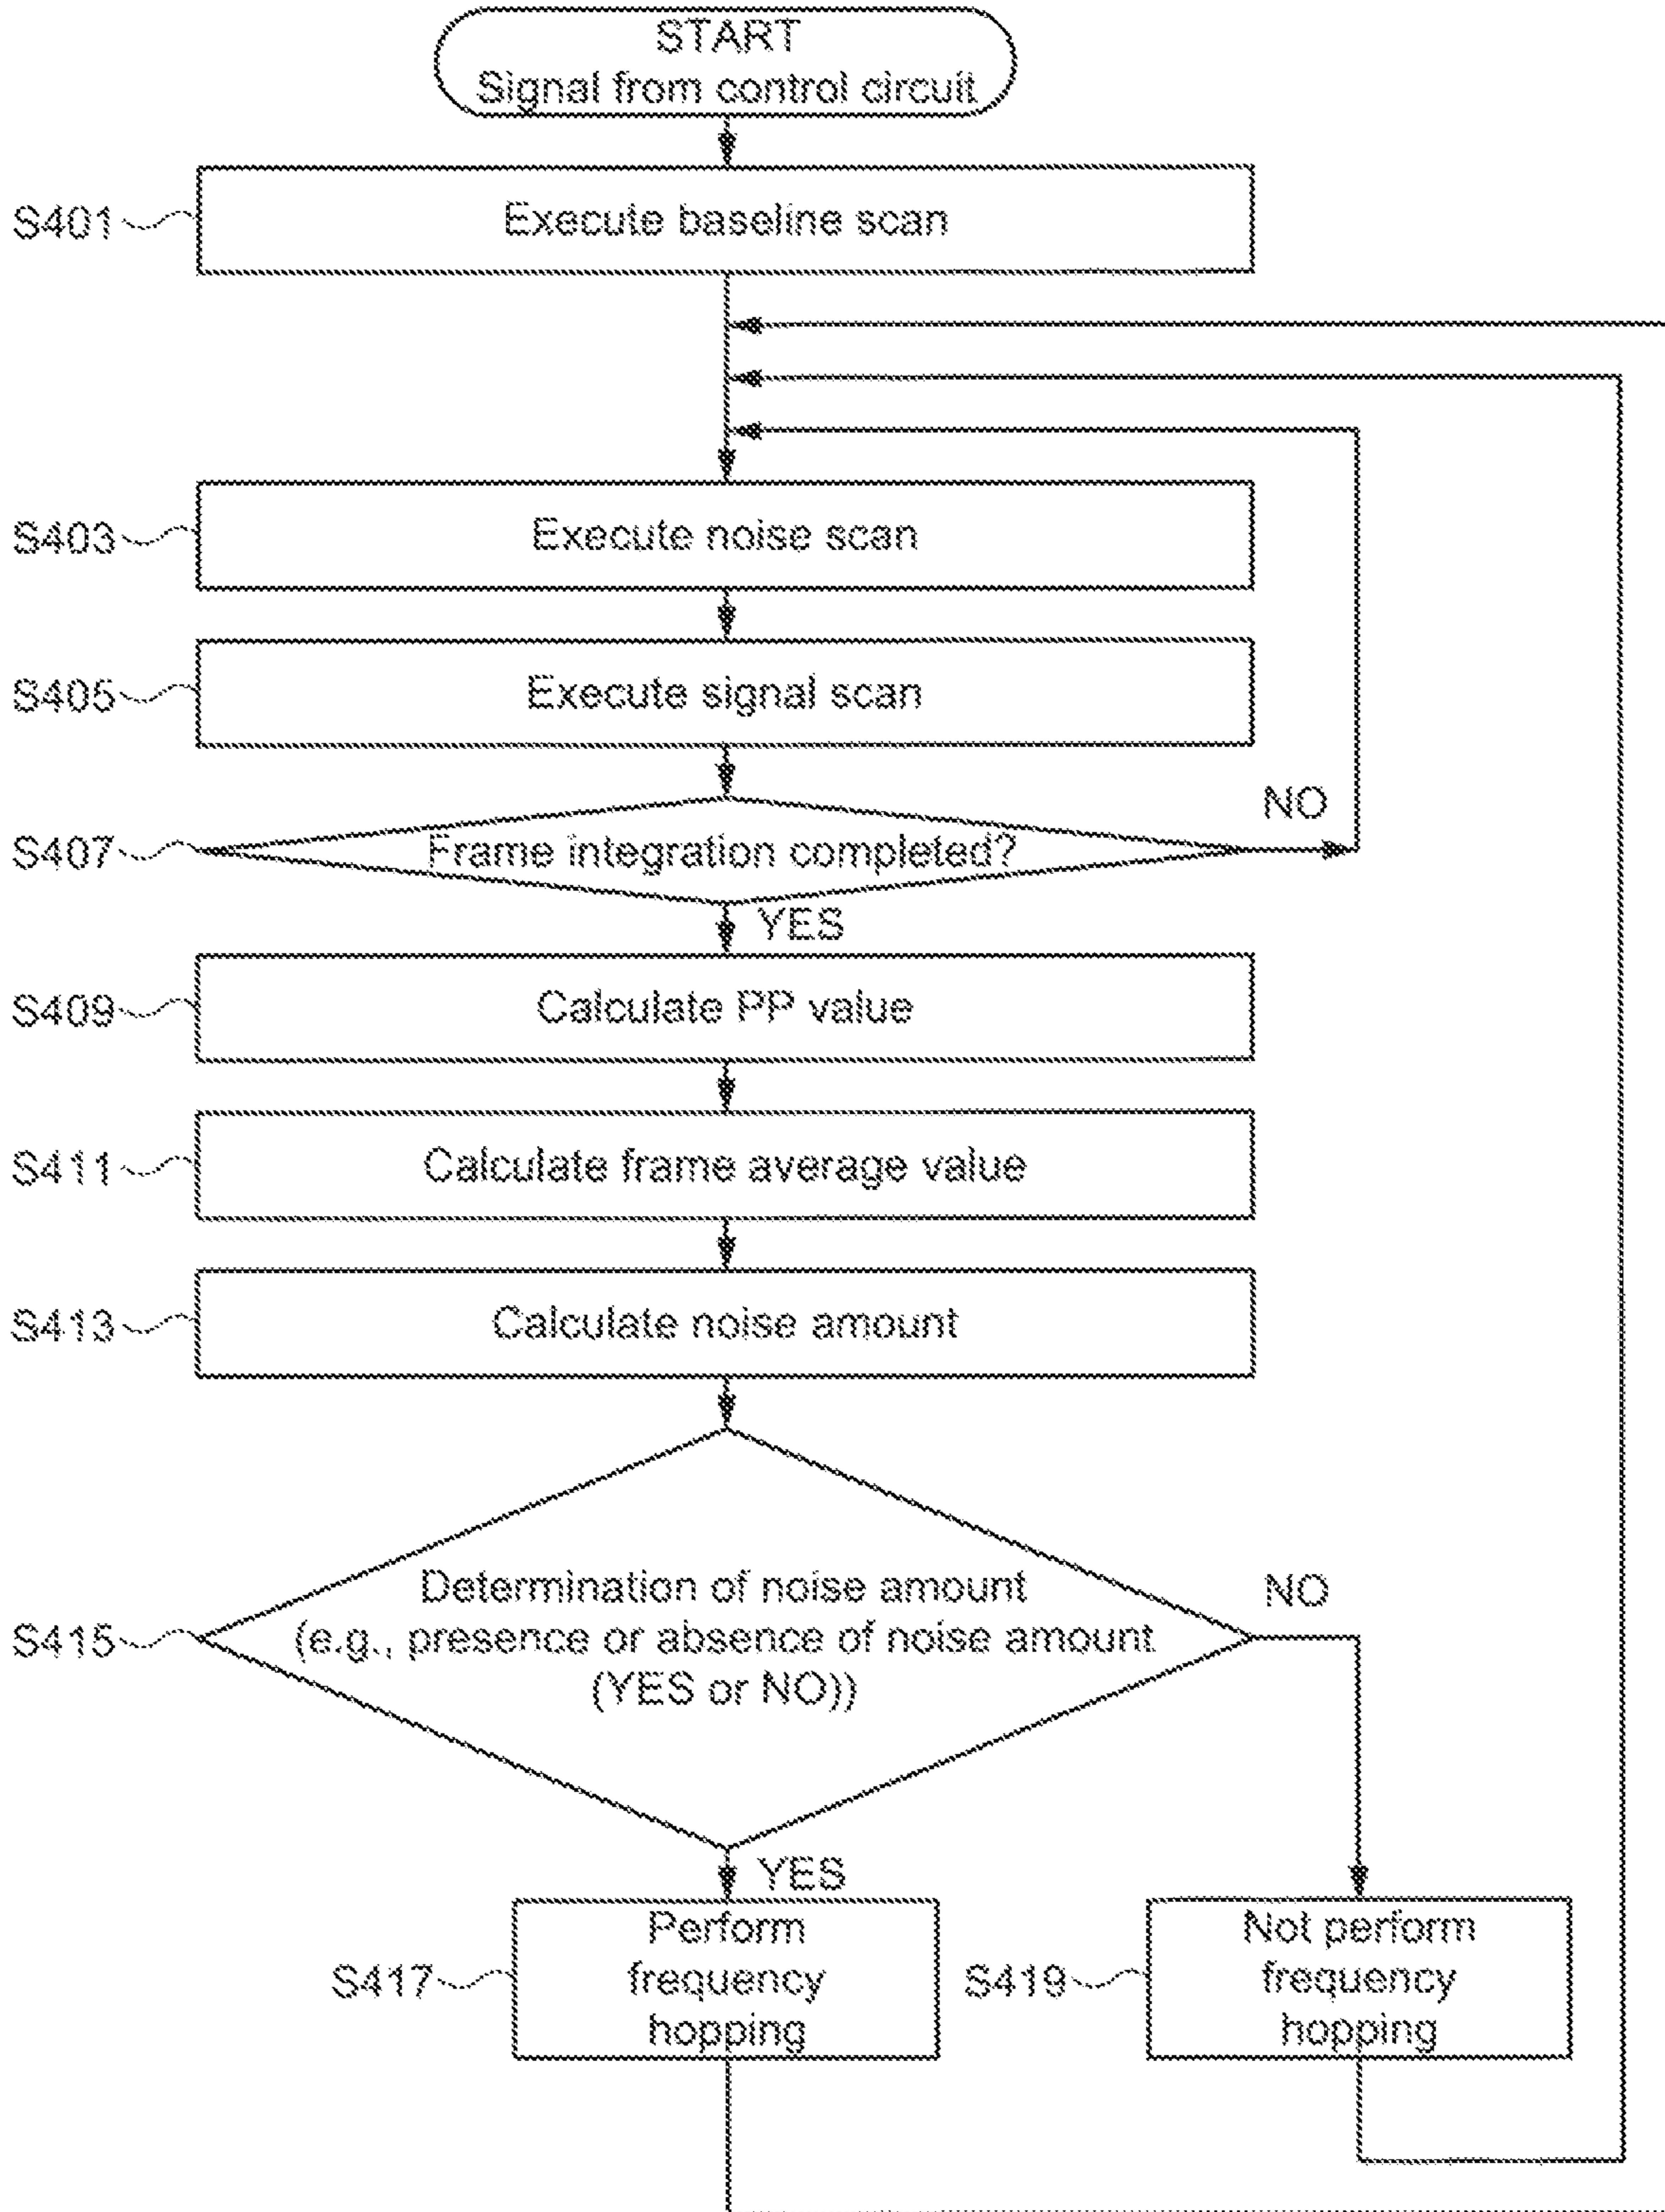 START
Signal from control circuit
S401
Execute baseline scan
S403
Execute noise scan
S405
Execute signal scan
NO
S407
Frame integration completed?
YES
S409
Calculate PP value
S411
Calculate frame average value
S413
Calculate noise amount
Determination of noise amount
NO
S415
(e.g., presence or absence of noise amount
(YES or NO))
YES
S417
Perform
frequency
hopping
S419
Not perform
frequency
hopping